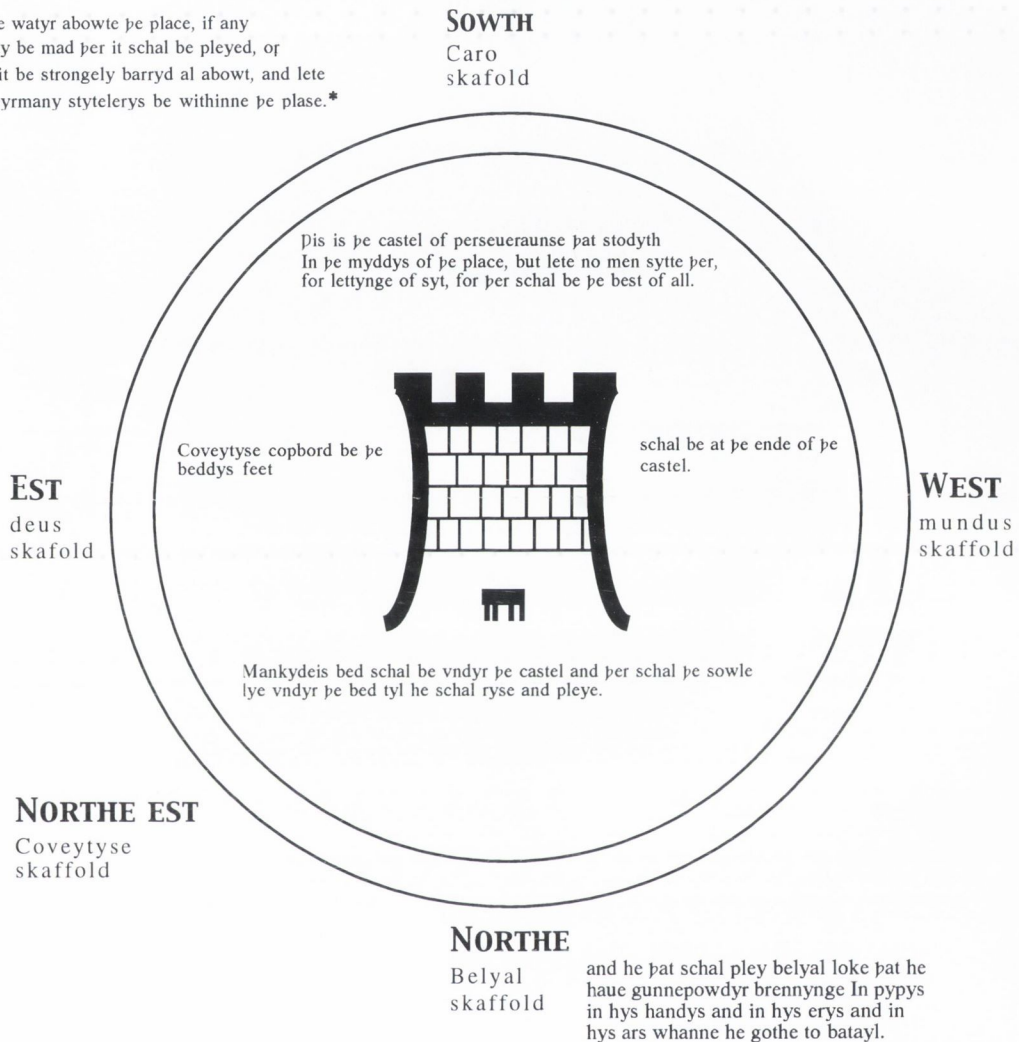 e watyr abowte þe place, if any
y be mad þer it schal be pleyed, or
it be strongely barryd al abowt, and lete
yrmany stytelerys be withinne þe plase.*
SOWTH
Caro
skafold
Þis is þe castel of perseueraunse þat stodyth
In þe myddys of þe place, but lete no men sytte þer,
for lettynge of syt, for þer schal be þe best of all.
Coveytyse copbord be þe
beddys feet
schal be at þe ende of þe
castel.
EST
deus
skafold
WEST
mundus
skaffold
Mankydeis bed schal be vndyr þe castel and þer schal þe sowle
lye vndyr þe bed tyl he schal ryse and pleye.
NORTHE EST
Coveytyse
skaffold
NORTHE
Belyal
skaffold
and he þat schal pley belyal loke þat he
haue gunnepowdyr brennynge In pypys
in hys handys and in hys erys and in
hys ars whanne he gothe to batayl.